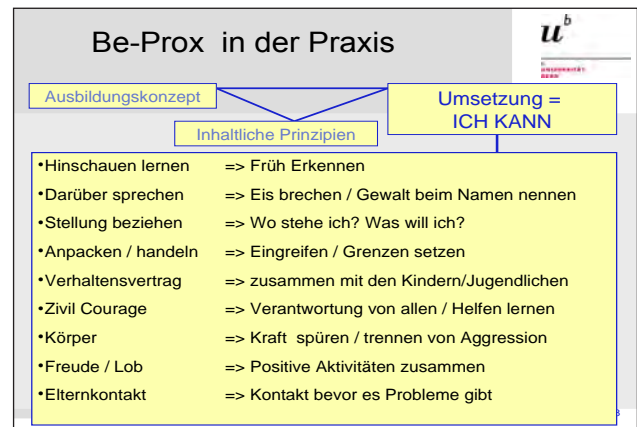 Be-Prox in der Praxis
u^b
UNIVERSITÄT
BERN
Ausbildungskonzept
Umsetzung =
ICH KANN
Inhaltliche Prinzipien
•Hinschauen lernen => Früh Erkennen
•Darüber sprechen => Eis brechen / Gewalt beim Namen nennen
•Stellung beziehen => Wo stehe ich? Was will ich?
•Anpacken / handeln => Eingreifen / Grenzen setzen
•Verhaltensvertrag => zusammen mit den Kindern/Jugendlichen
•Zivil Courage => Verantwortung von allen / Helfen lernen
•Körper => Kraft spüren / trennen von Aggression
•Freude / Lob => Positive Aktivitäten zusammen
•Elternkontakt => Kontakt bevor es Probleme gibt